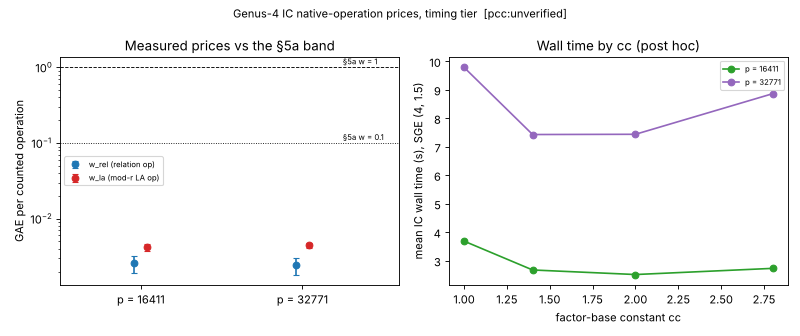 Genus-4 IC native-operation prices, timing tier  [pcc:unverified]
Measured prices vs the §5a band
GAE per counted operation
10⁰
10⁻¹
10⁻²
§5a w = 1
§5a w = 0.1
w_rel (relation op)
w_la (mod-r LA op)
p = 16411
p = 32771
Wall time by cc (post hoc)
mean IC wall time (s), SGE (4, 1.5)
10
9
8
7
6
5
4
3
p = 16411
p = 32771
1.00
1.25
1.50
1.75
2.00
2.25
2.50
2.75
factor-base constant cc